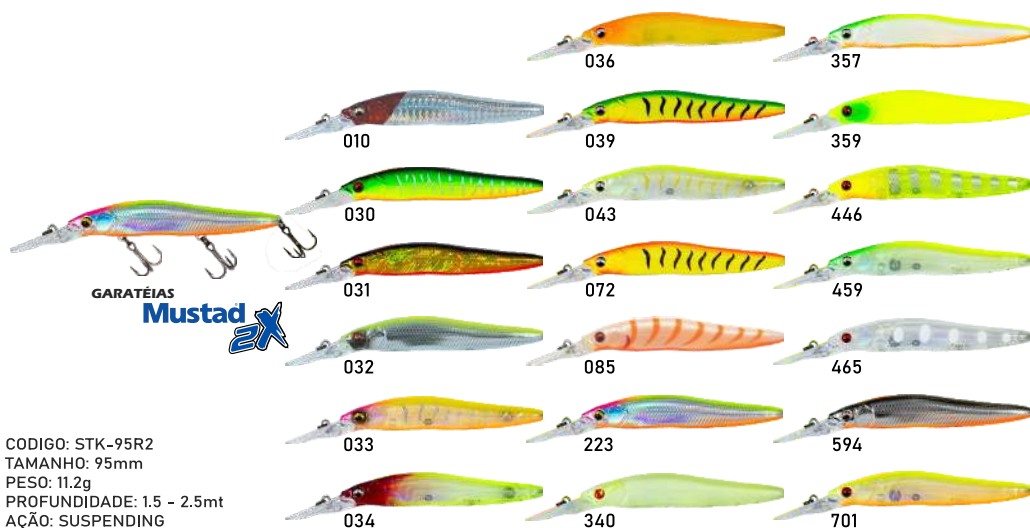 036
357
010
039
359
030
043
446
031
072
459
GARATÉIAS
Mustad 2X
032
085
465
033
223
594
CODIGO: STK-95R2
TAMANHO: 95mm
PESO: 11.2g
PROFUNDIDADE: 1.5 - 2.5mt
AÇÃO: SUSPENDING
034
340
701